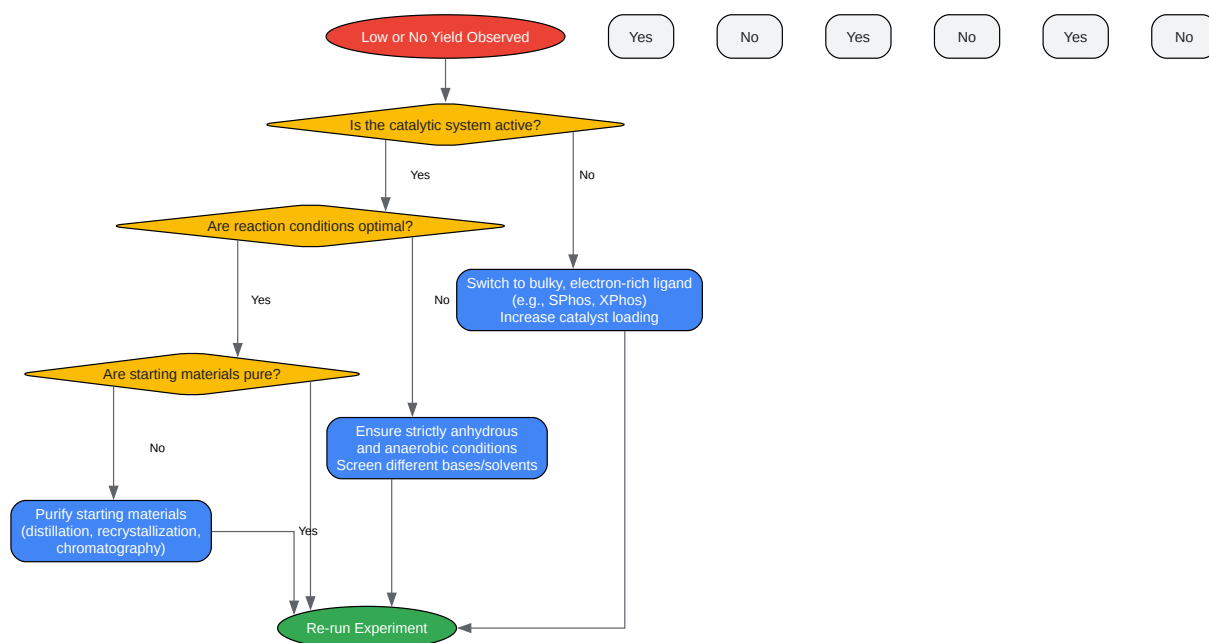 Low or No Yield Observed
Yes
No
Yes
No
Yes
No
Is the catalytic system active?
Yes
No
Are reaction conditions optimal?
Yes
No
Switch to bulky, electron-rich ligand
(e.g., SPhos, XPhos)
Increase catalyst loading
Are starting materials pure?
No
Yes
Ensure strictly anhydrous
and anaerobic conditions
Screen different bases/solvents
Purify starting materials
(distillation, recrystallization,
chromatography)
Re-run Experiment